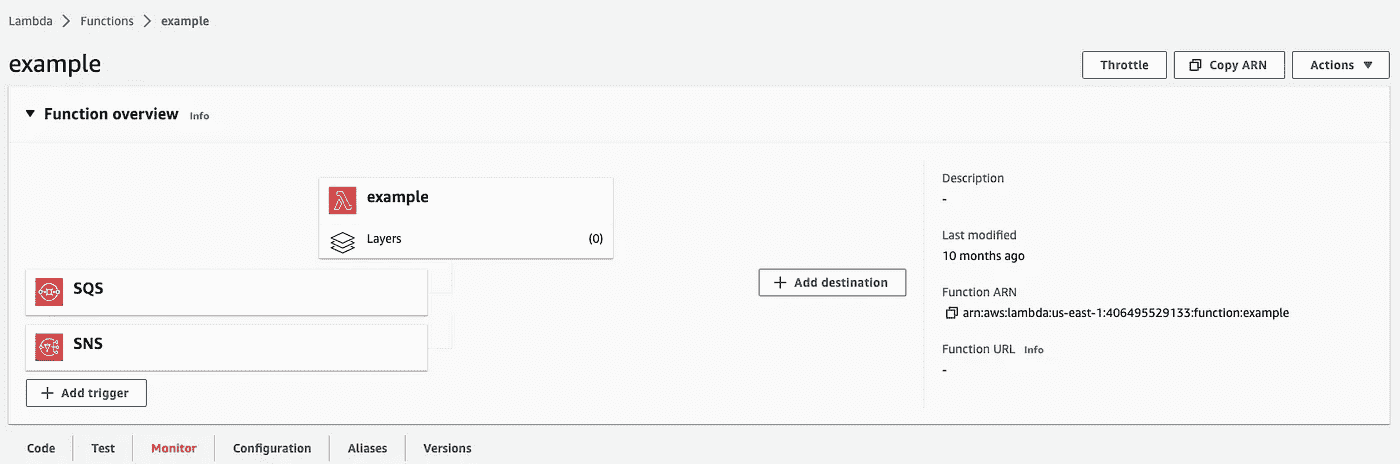 Lambda > Functions > example
example
Throttle
Copy ARN
Actions ▼
▼ Function overview Info
example
Layers (0)
SQS
SNS
+ Add trigger
+ Add destination
Description
-
Last modified
10 months ago
Function ARN
arn:aws:lambda:us-east-1:406495529133:function:example
Function URL Info
-
Code Test Monitor Configuration Aliases Versions